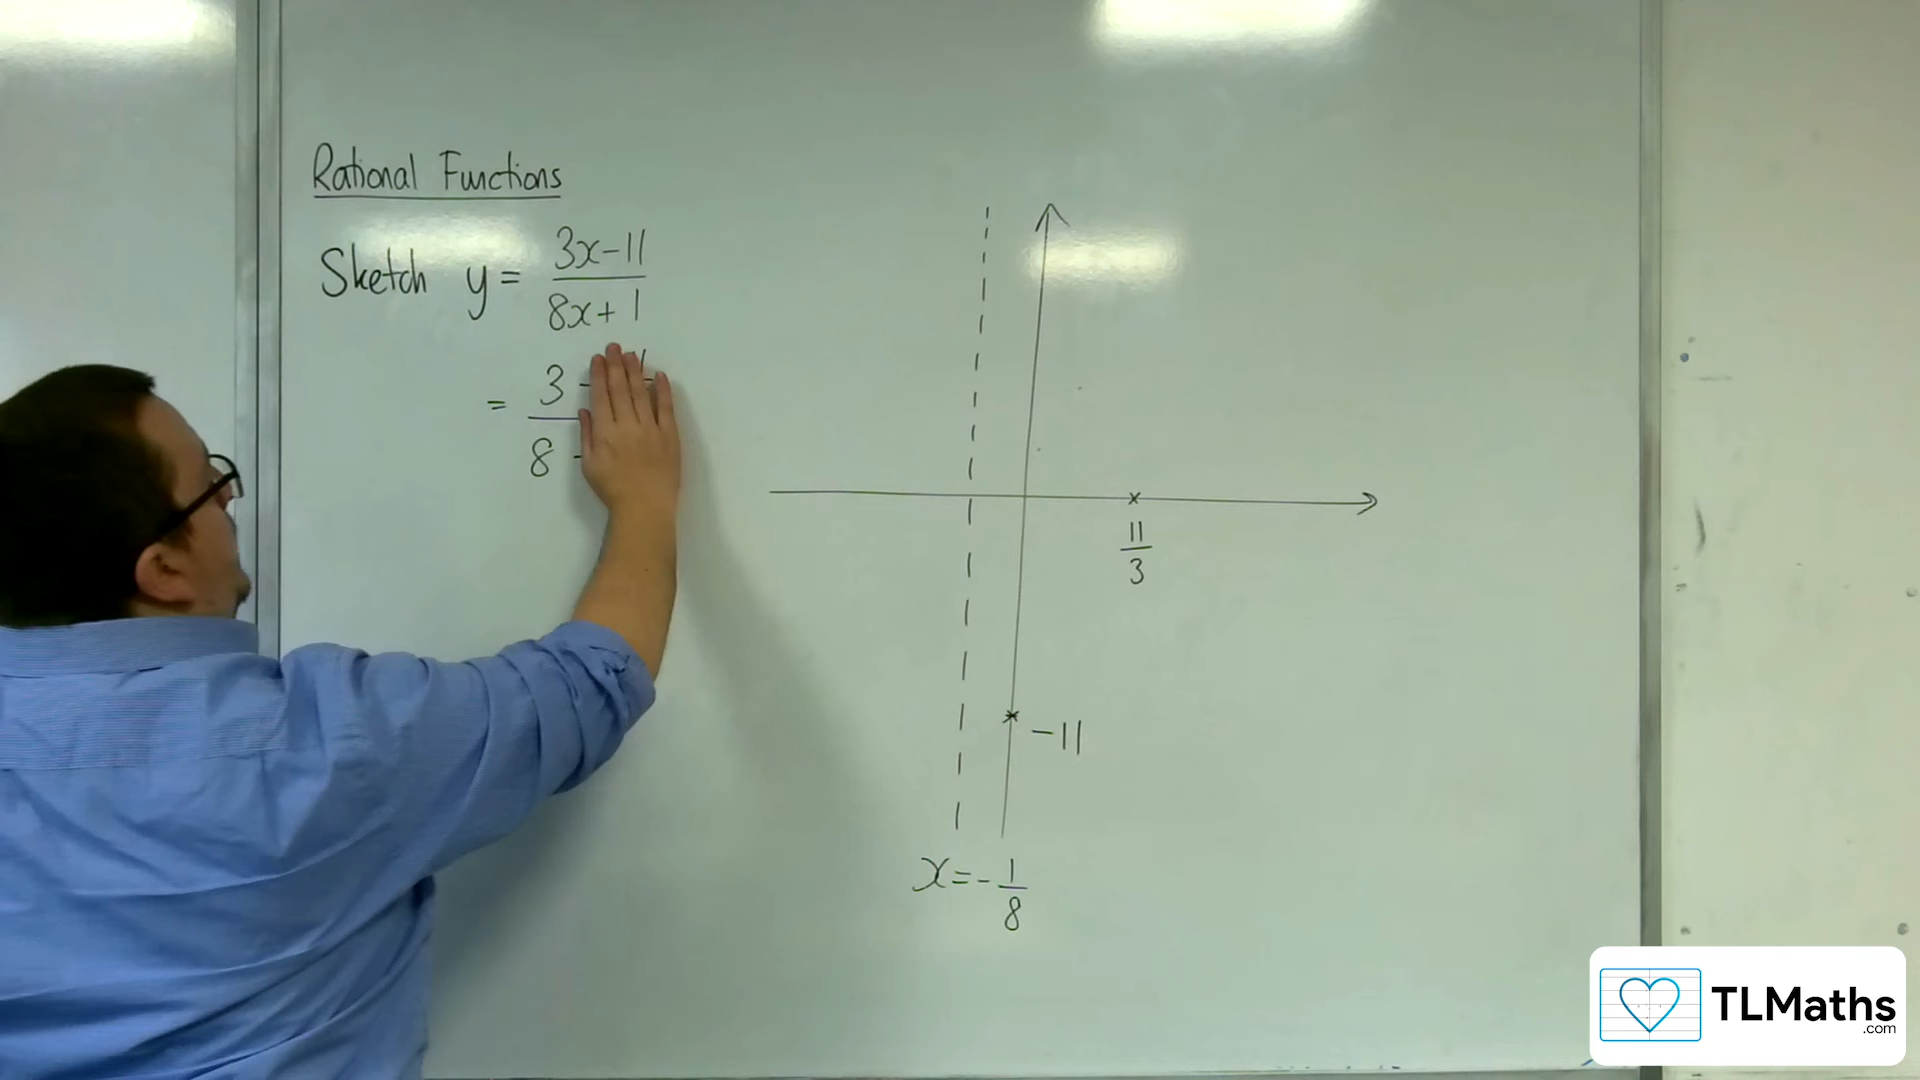 Rational Functions
Sketch y = 3x-11
8x+1
= 3 -
8 -
11
3
-11
x=-1
8
TLMaths
.com